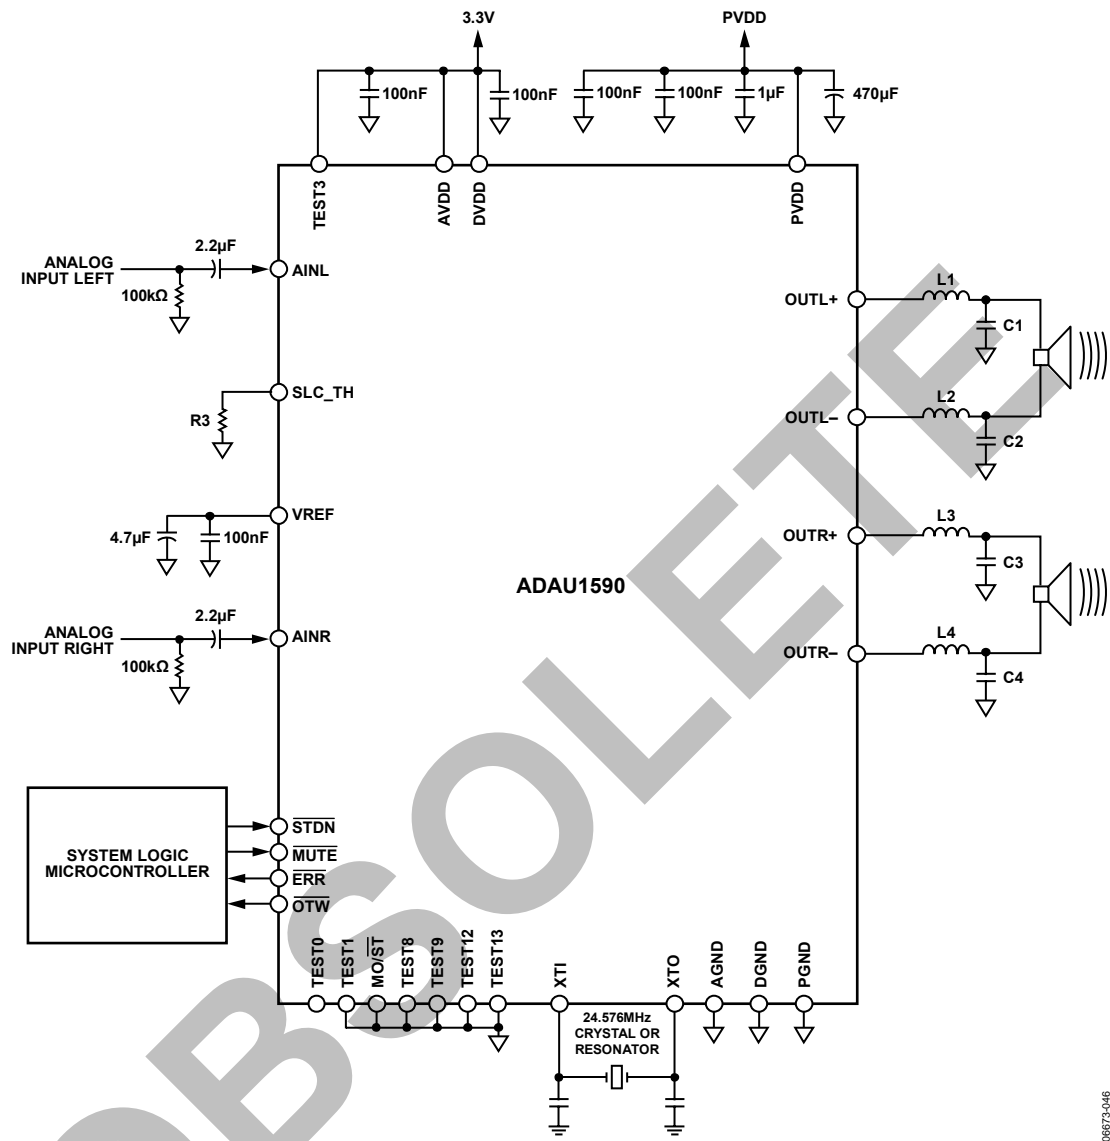 3.3V
PVDD
100nF
100nF
100nF
100nF
1µF
470µF
TEST3
AVDD
DVDD
PVDD
ANALOG
INPUT LEFT
2.2µF
100kΩ
AINL
OUTL+
L1
C1
SLC_TH
R3
OUTL–
L2
C2
VREF
4.7µF
100nF
OUTR+
L3
C3
ADAU1590
ANALOG
INPUT RIGHT
2.2µF
100kΩ
AINR
OUTR–
L4
C4
SYSTEM LOGIC
MICROCONTROLLER
STDN
MUTE
ERR
OTW
TEST0
TEST1
MO/ST
TEST8
TEST9
TEST12
TEST13
XTI
XTO
AGND
DGND
PGND
24.576MHz
CRYSTAL OR
RESONATOR
OBSOLETE
06673-046